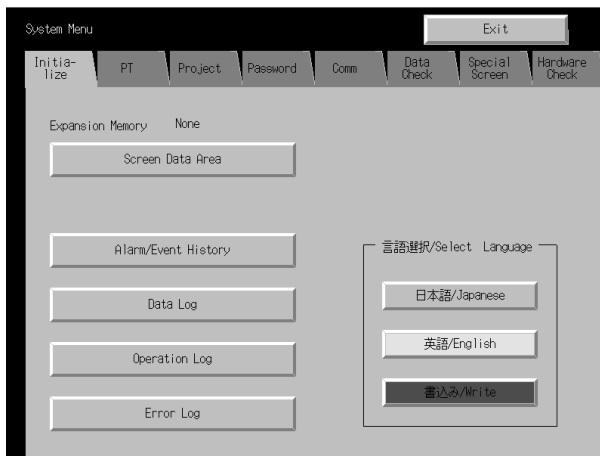 System Menu
Exit
Initia-
lize
PT
Project
Password
Comm
Data
Check
Special
Screen
Hardware
Check
Expansion Memory None
Screen Data Area
Alarm/Event History
Data Log
Operation Log
Error Log
言語選択/Select Language
日本語/Japanese
英語/English
書込み/Write